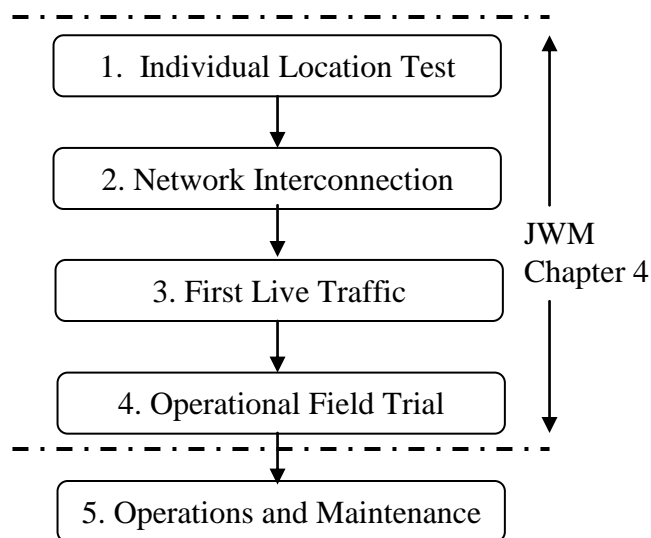 1. Individual Location Test
2. Network Interconnection
3. First Live Traffic
4. Operational Field Trial
JWM
Chapter 4
5. Operations and Maintenance